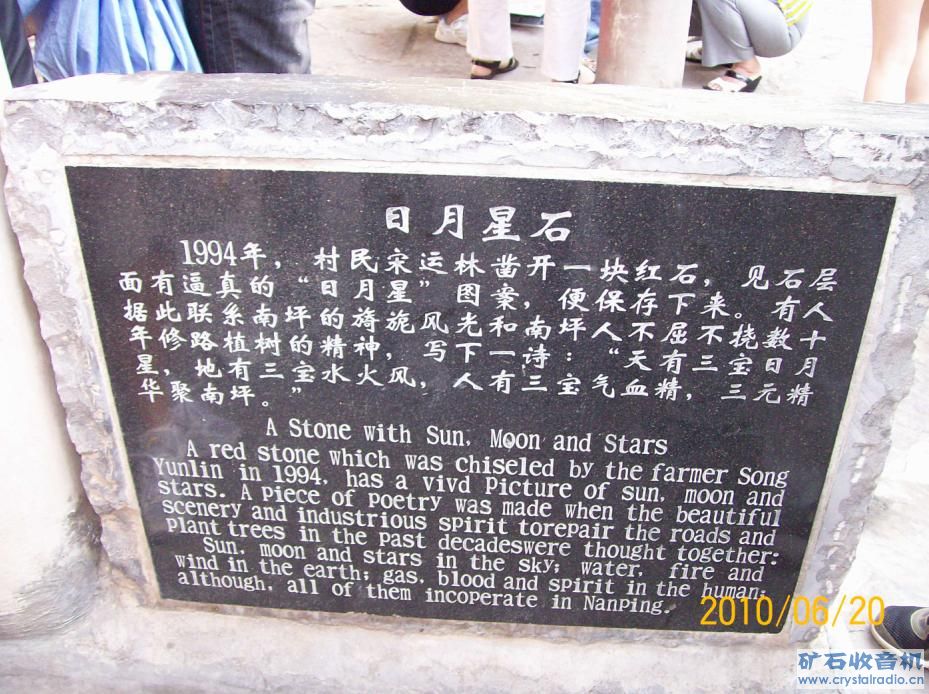 日月星石
1994年，村民宋运林凿开一块红石，见石层
面有逼真的“日月星”图案，便保存下来。有人
据此联系南坪的旖旎风光和南坪人不屈不挠数十
年修路植树的精神，写下一诗：“天有三宝日月
星，地有三宝水火风，人有三宝气血精，三元精
华聚南坪。”
A Stone with Sun, Moon and Stars
A red stone which was chiseled by the farmer Song
Yunlin in 1994, has a vivd Picture of sun, moon and
stars. A piece of poetry was made when the beautiful
scenery and industrious spirit torepair the roads and
plant trees in the past decadeswere thought together:
Sun, moon and stars in the sky; water, fire and
wind in the earth; gas, blood and spirit in the human;
although, all of them incoperate in NanPing.
2010/06/20
矿石收音机
www.crystalradio.cn